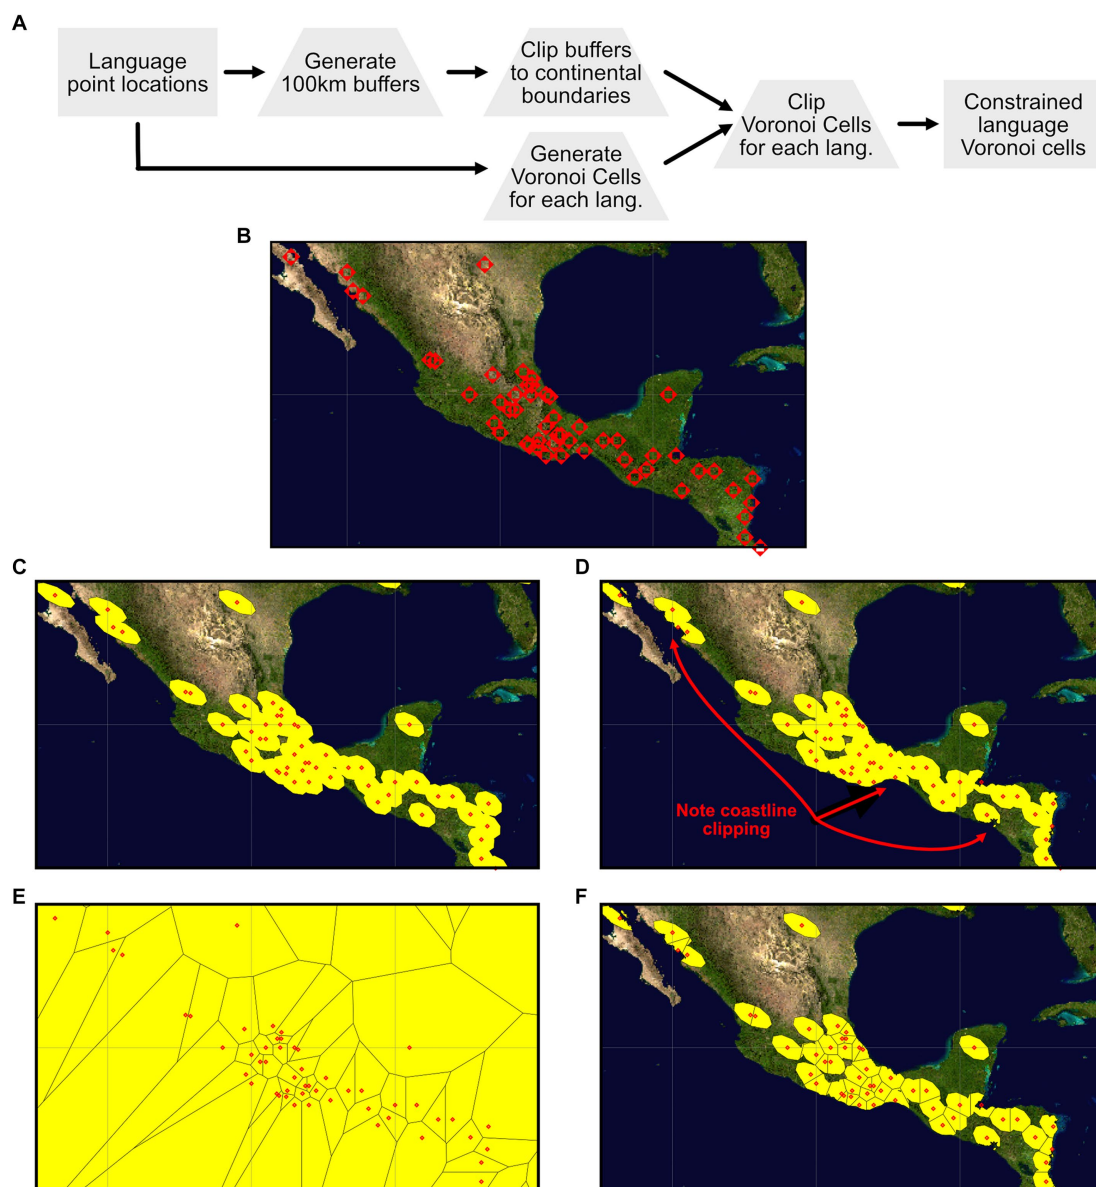 A
Language
point locations
Generate
100km buffers
Clip buffers
to continental
boundaries
Generate
Voronoi Cells
for each lang.
Clip
Voronoi Cells
for each lang.
Constrained
language
Voronoi cells
B
C
D
Note coastline
clipping
E
F